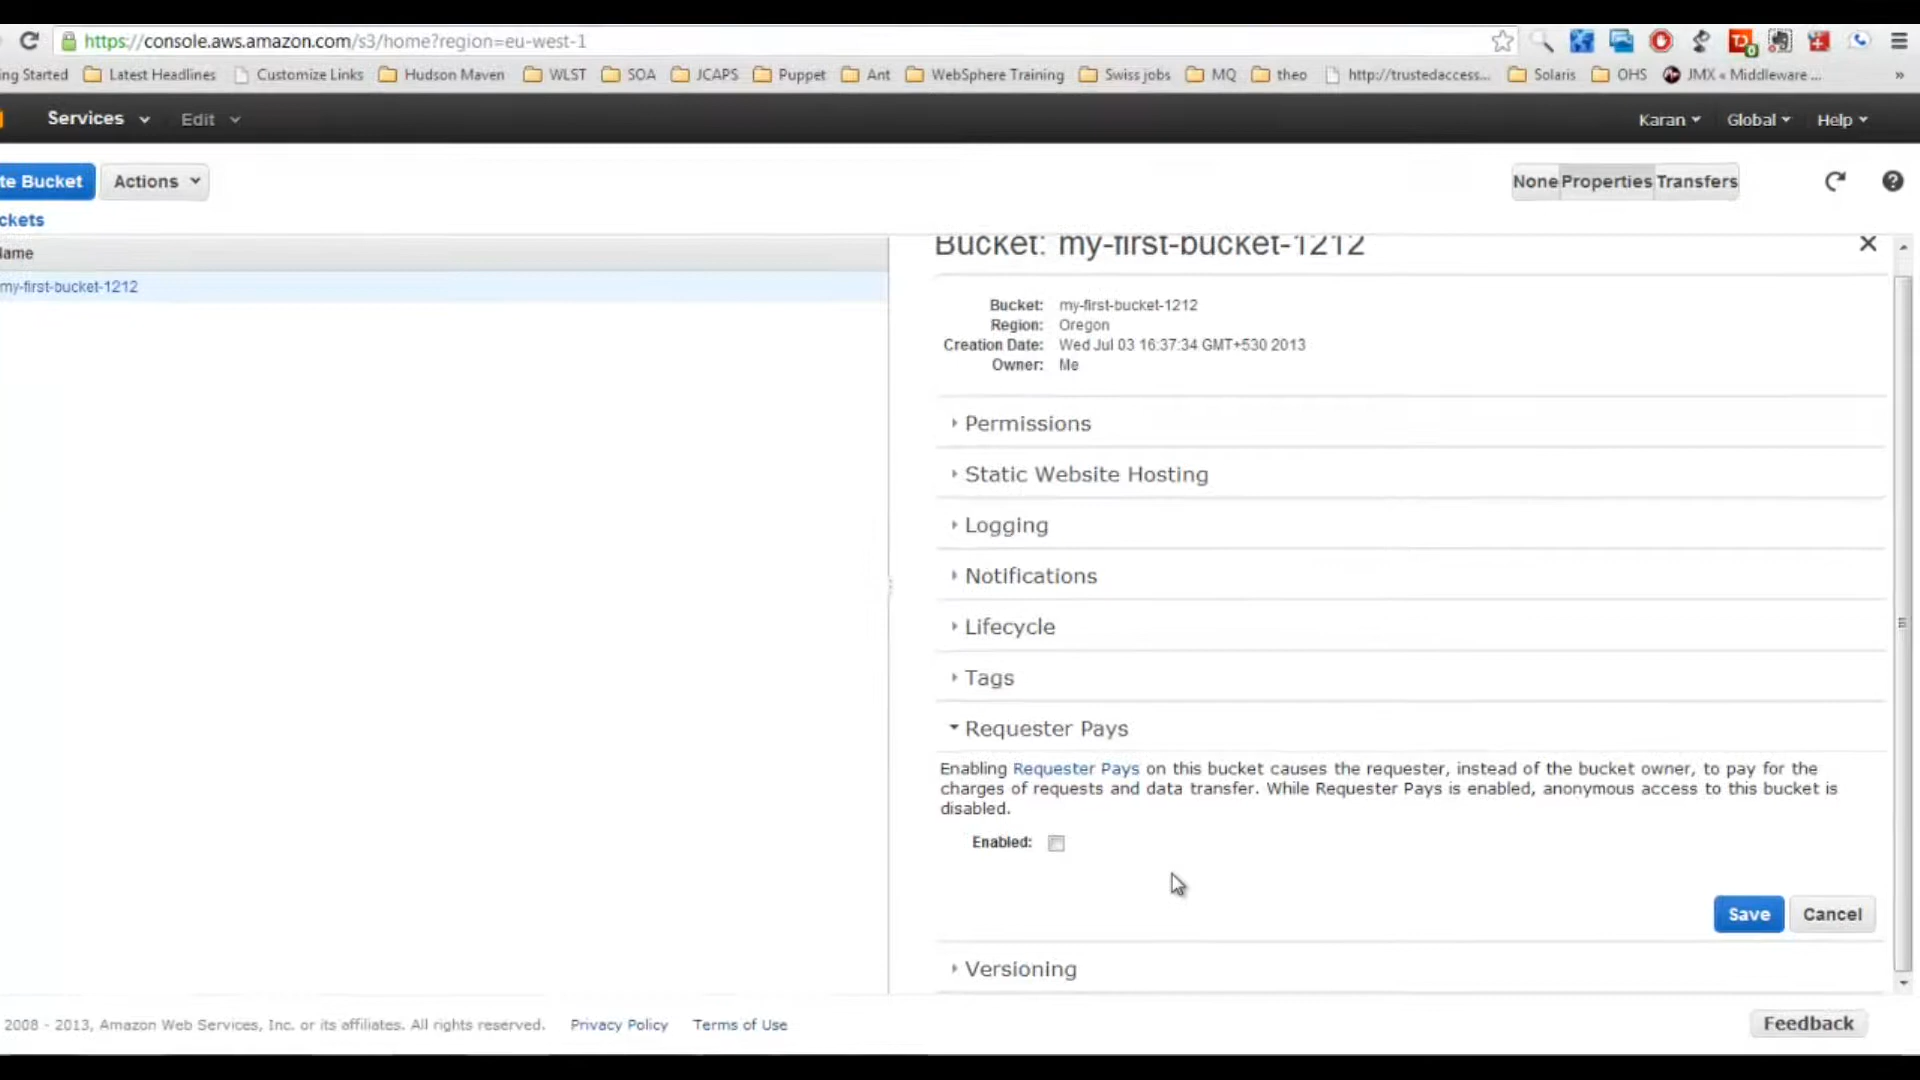 https://console.aws.amazon.com/s3/home?region=eu-west-1
ing Started Latest Headlines Customize Links Hudson Maven WLST SOA JCAPS Puppet Ant WebSphere Training Swiss jobs MQ theo http://trustedaccess... Solaris OHS JMX « Middleware ... »
Services Edit Karan Global Help
te Bucket Actions None Properties Transfers
ckets
lame
my-first-bucket-1212
Bucket: my-first-bucket-1212
Bucket: my-first-bucket-1212
Region: Oregon
Creation Date: Wed Jul 03 16:37:34 GMT+530 2013
Owner: Me
Permissions
Static Website Hosting
Logging
Notifications
Lifecycle
Tags
Requester Pays
Enabling Requester Pays on this bucket causes the requester, instead of the bucket owner, to pay for the
charges of requests and data transfer. While Requester Pays is enabled, anonymous access to this bucket is
disabled.
Enabled:
Save Cancel
Versioning
2008 - 2013, Amazon Web Services, Inc. or its affiliates. All rights reserved. Privacy Policy Terms of Use Feedback